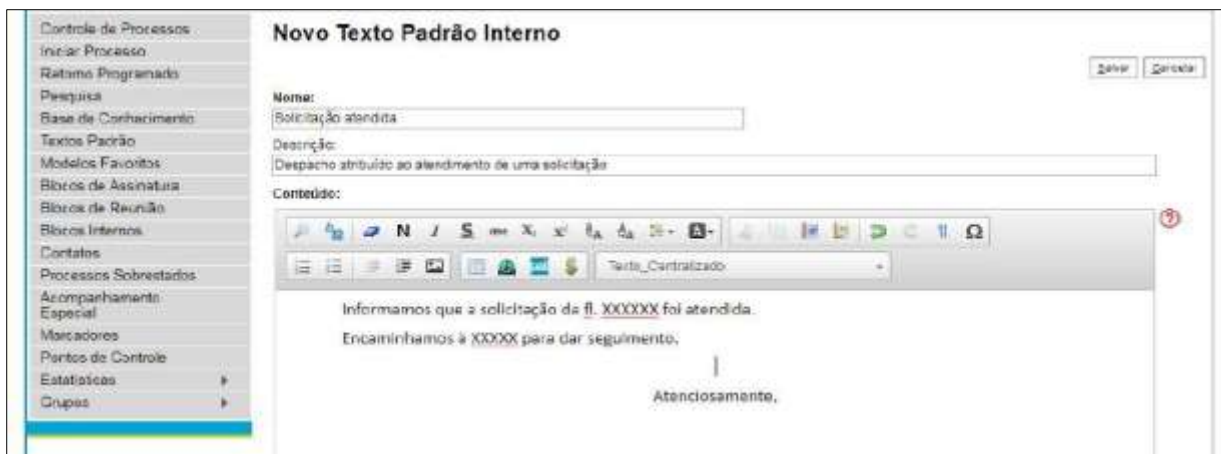 Controle de Processos
Iniciar Processo
Retorno Programado
Pesquisa
Base de Conhecimento
Textos Padrão
Modelos Favoritos
Blocos de Assinatura
Blocos de Reunião
Blocos Internos
Contatos
Processos Sobrestados
Acompanhamento
Especial
Marcadores
Pontos de Controle
Estatísticas
Grupos
Novo Texto Padrão Interno
Salvar Cancelar
Nome:
Solicitação atendida
Descrição:
Despacho atribuído ao atendimento de uma solicitação
Conteúdo:
N I S abc X₂ x² A A A Ω
Texto_Centralizado
Informamos que a solicitação da fl. XXXXXX foi atendida.
Encaminhamos à XXXXX para dar seguimento.
Atenciosamente,